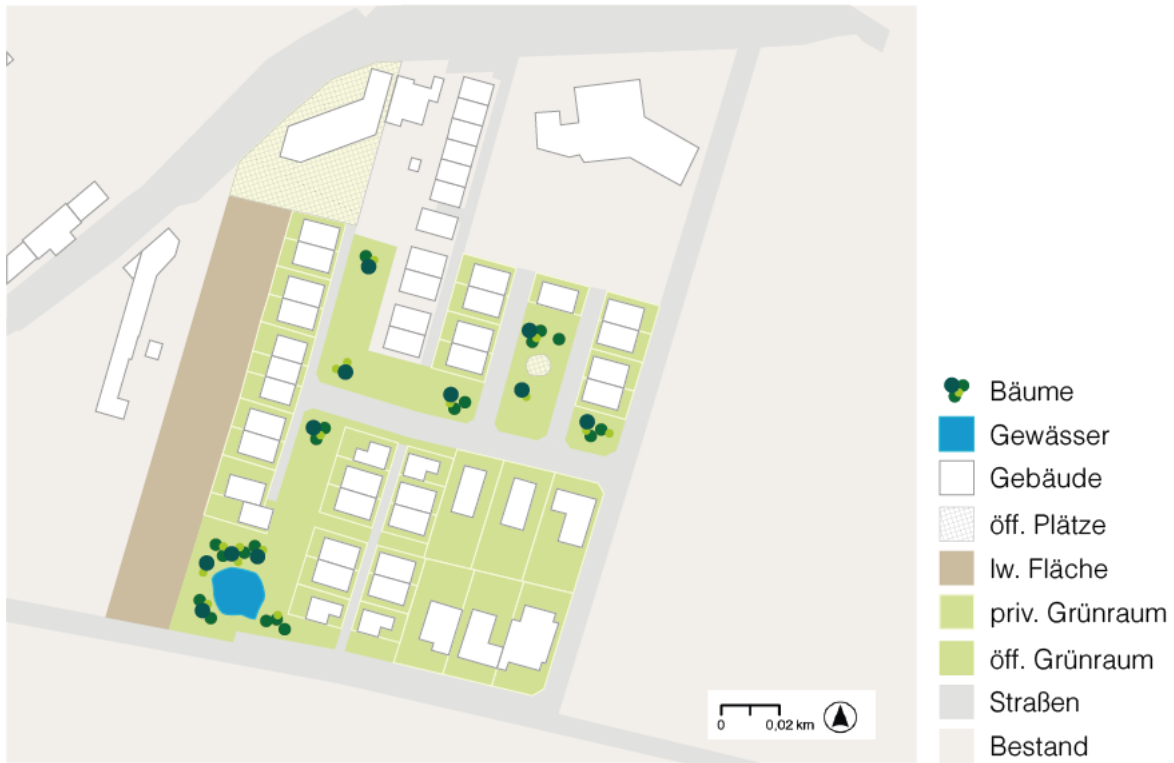 Bäume
Gewässer
Gebäude
öff. Plätze
lw. Fläche
priv. Grünraum
öff. Grünraum
Straßen
Bestand
0 0,02 km